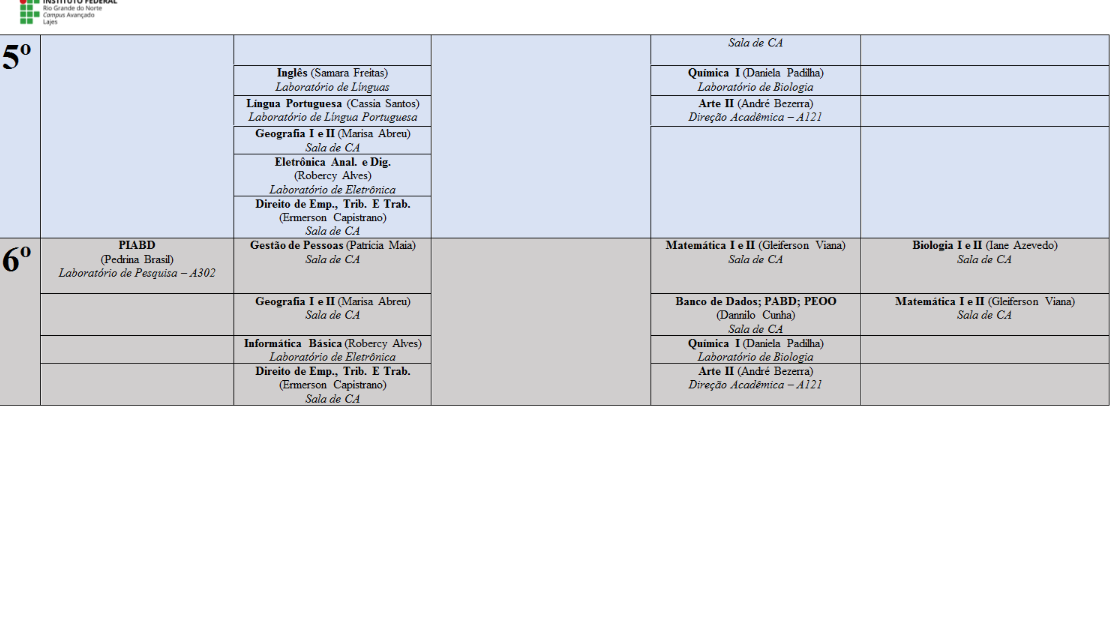 INSTITUTO FEDERAL
Rio Grande do Norte
Campus Avançado
Lajes
5º
Sala de CA
Inglês (Samara Freitas)
Laboratório de Línguas
Química I (Daniela Padilha)
Laboratório de Biologia
Língua Portuguesa (Cassia Santos)
Laboratório de Língua Portuguesa
Arte II (André Bezerra)
Direção Acadêmica – A121
Geografia I e II (Marisa Abreu)
Sala de CA
Eletrônica Anal. e Dig.
(Robercy Alves)
Laboratório de Eletrônica
Direito de Emp., Trib. E Trab.
(Ermerson Capistrano)
Sala de CA
6º
PIABD
(Pedrina Brasil)
Laboratório de Pesquisa – A302
Gestão de Pessoas (Patricia Maia)
Sala de CA
Matemática I e II (Gleiferson Viana)
Sala de CA
Biologia I e II (Iane Azevedo)
Sala de CA
Geografia I e II (Marisa Abreu)
Sala de CA
Banco de Dados; PABD; PEOO
(Dannilo Cunha)
Sala de CA
Matemática I e II (Gleiferson Viana)
Sala de CA
Informática Básica (Robercy Alves)
Laboratório de Eletrônica
Química I (Daniela Padilha)
Laboratório de Biologia
Direito de Emp., Trib. E Trab.
(Ermerson Capistrano)
Sala de CA
Arte II (André Bezerra)
Direção Acadêmica – A121